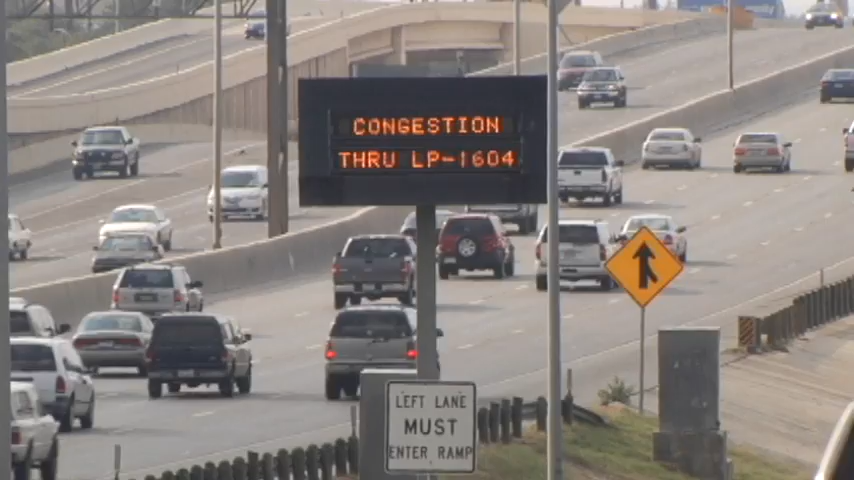 CONGESTION
THRU LP-1604
LEFT LANE
MUST
ENTER RAMP